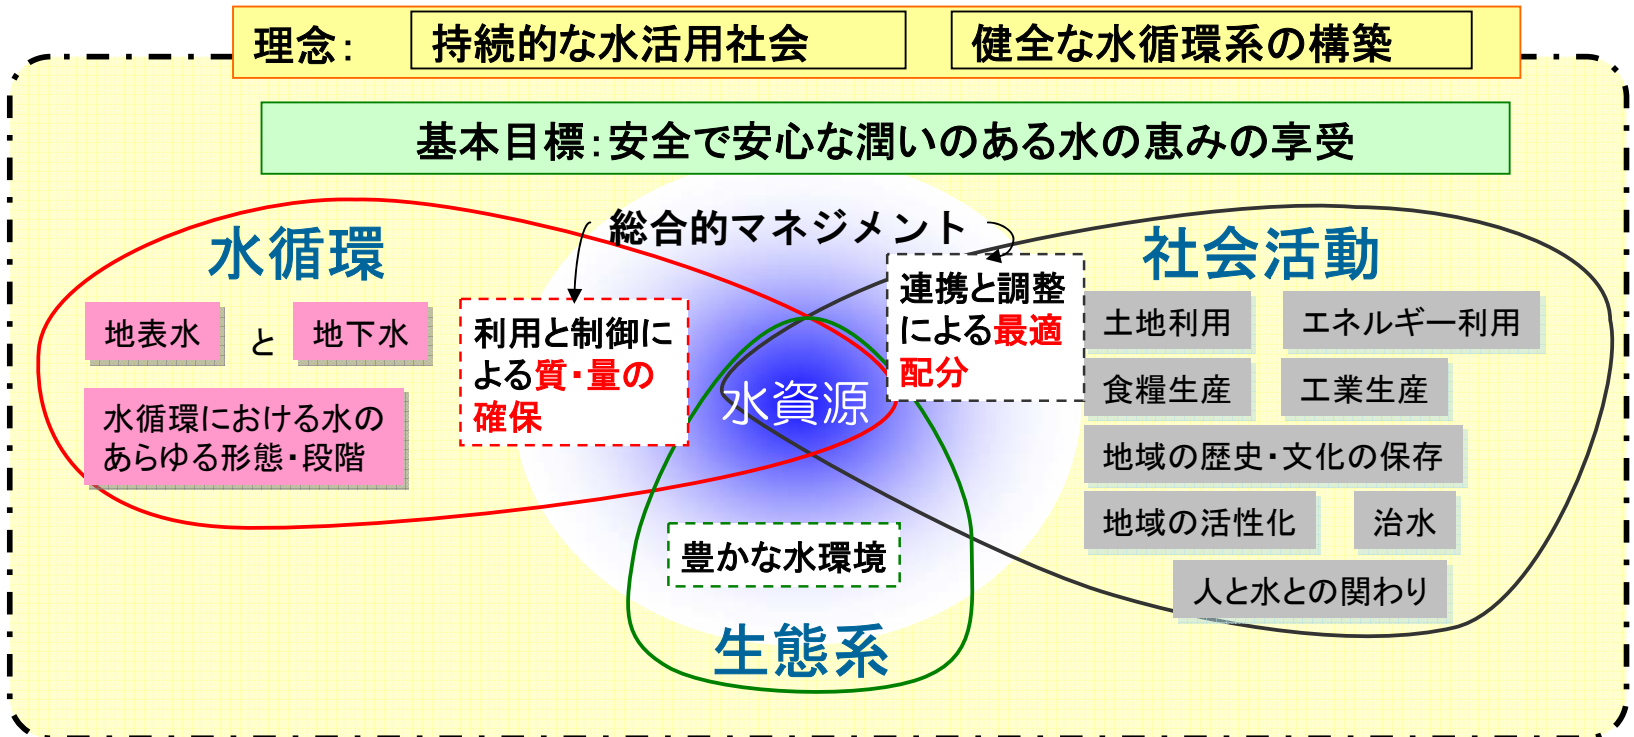 理念： 持続的な水活用社会 健全な水循環系の構築
基本目標：安全で安心な潤いのある水の恵みの享受
総合的マネジメント
水循環
地表水 と 地下水
水循環における水の
あらゆる形態・段階
利用と制御に
よる質・量の
確保
水資源
連携と調整
による最適
配分
社会活動
土地利用 エネルギー利用
食糧生産 工業生産
地域の歴史・文化の保存
地域の活性化 治水
人と水との関わり
豊かな水環境
生態系